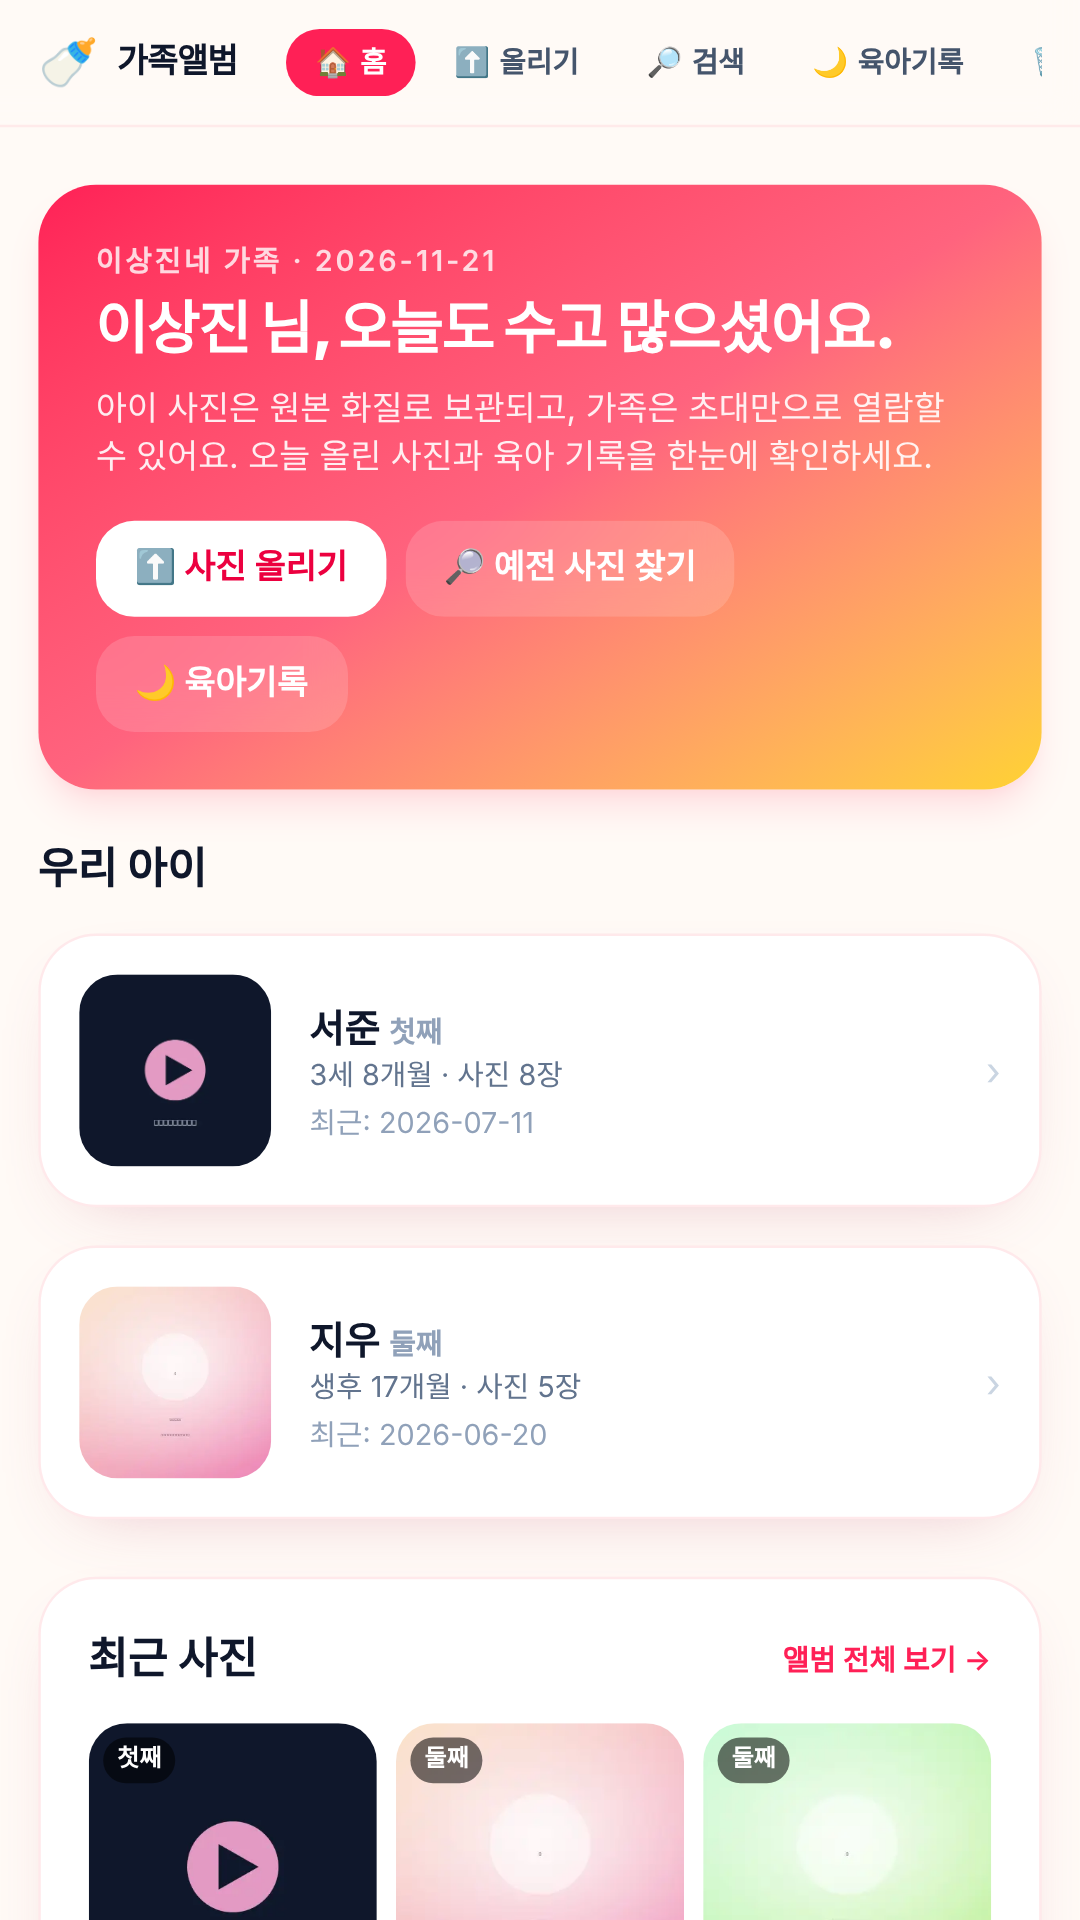 가족앨범
홈
올리기
검색
육아기록
이상진네 가족 · 2026-11-21
이상진 님, 오늘도 수고 많으셨어요.
아이 사진은 원본 화질로 보관되고, 가족은 초대만으로 열람할
수 있어요. 오늘 올린 사진과 육아 기록을 한눈에 확인하세요.
사진 올리기
예전 사진 찾기
육아기록
우리 아이
서준 첫째
3세 8개월 · 사진 8장
최근: 2026-07-11
지우 둘째
생후 17개월 · 사진 5장
최근: 2026-06-20
최근 사진
앨범 전체 보기 →
첫째
둘째
둘째